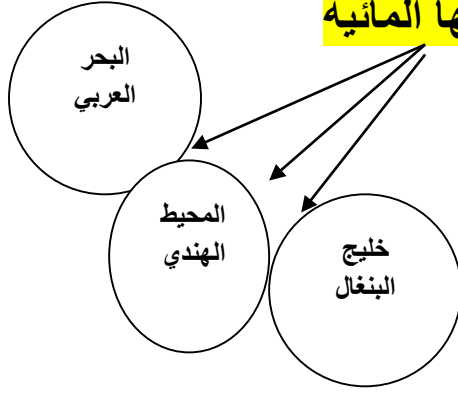 ها المائيه
البحر
العربي
المحيط
الهندي
خليج
البنغال